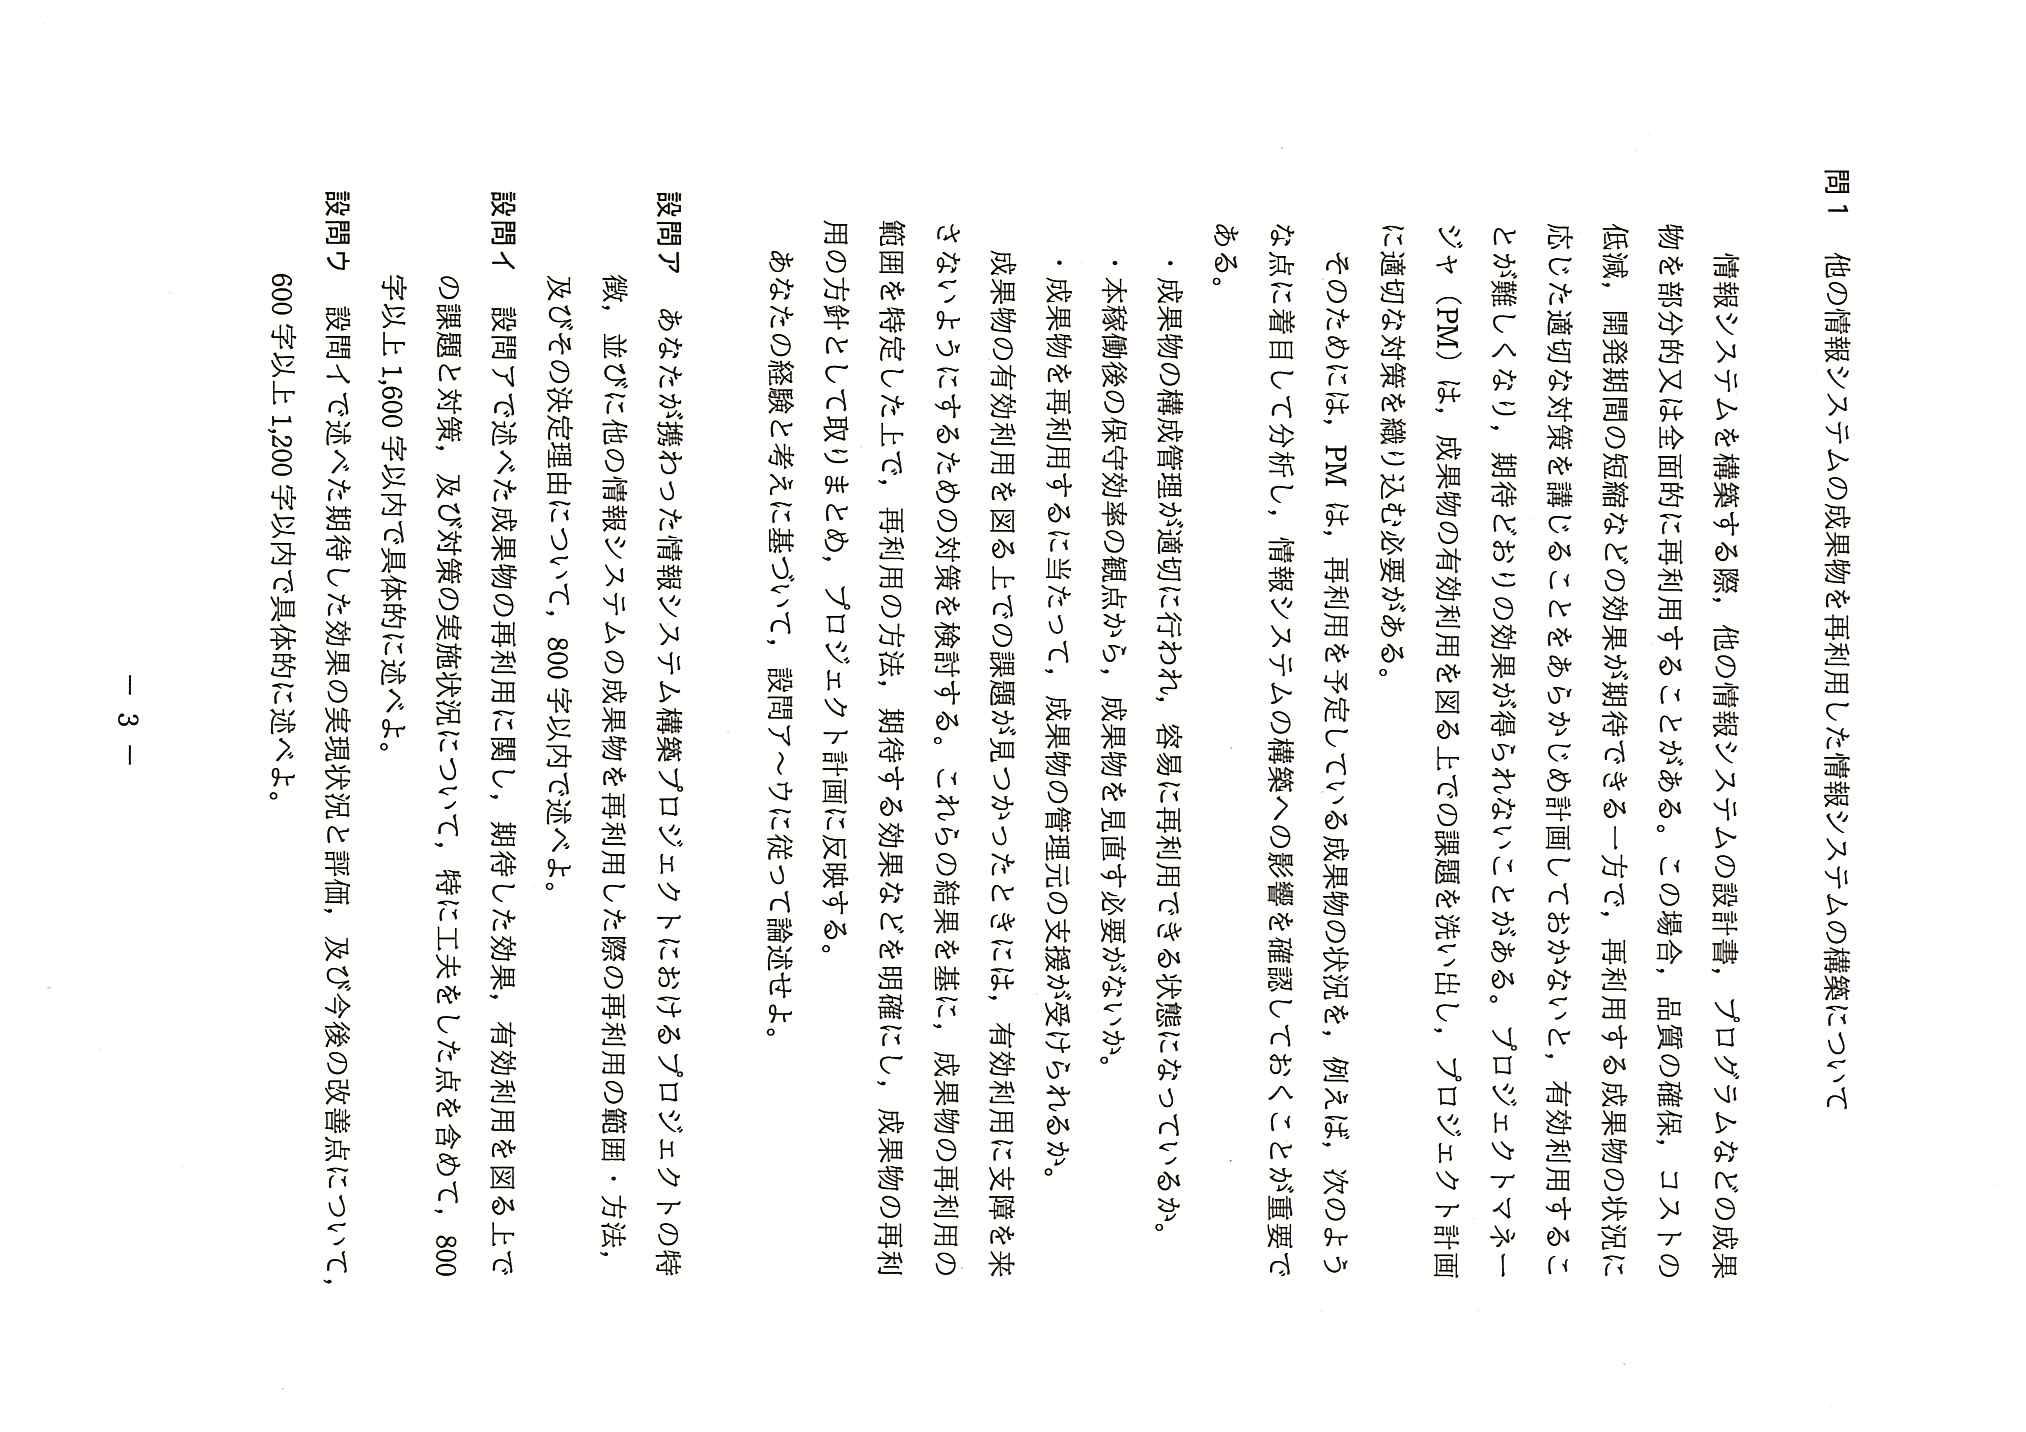 問1　他の情報システムの成果物を再利用した情報システムの構築について
情報システムを構築する際，他の情報システムの設計書，プログラムなどの成果
物を部分的又は全面的に再利用することがある。この場合，品質の確保，コストの
低減，開発期間の短縮などの効果が期待できる一方で，再利用する成果物の状況に
応じた適切な対策を講じることをあらかじめ計画しておかないと，有効利用するこ
とが難しくなり，期待どおりの効果が得られないことがある。プロジェクトマネー
ジャ（PM）は，成果物の有効利用を図る上での課題を洗い出し，プロジェクト計画
に適切な対策を織り込む必要がある。
そのためには，PM は，再利用を予定している成果物の状況を，例えば，次のよう
な点に着目して分析し，情報システムの構築への影響を確認しておくことが重要で
ある。
・成果物の構成管理が適切に行われ，容易に再利用できる状態になっているか。
・本稼働後の保守効率の観点から，成果物を見直す必要がないか。
・成果物を再利用するに当たって，成果物の管理元の支援が受けられるか。
成果物の有効利用を図る上での課題が見つかったときには，有効利用に支障を来
さないようにするための対策を検討する。これらの結果を基に，成果物の再利用の
範囲を特定した上で，再利用の方法，期待する効果などを明確にし，成果物の再利
用の方針として取りまとめ，プロジェクト計画に反映する。
あなたの経験と考えに基づいて，設問ア～ウに従って論述せよ。
設問ア　あなたが携わった情報システム構築プロジェクトにおけるプロジェクトの特
徴，並びに他の情報システムの成果物を再利用した際の再利用の範囲・方法，
及びその決定理由について，800 字以内で述べよ。
設問イ　設問アで述べた成果物の再利用に関し，期待した効果，有効利用を図る上で
の課題と対策，及び対策の実施状況について，特に工夫をした点を含めて，800
字以上 1,600 字以内で具体的に述べよ。
設問ウ　設問イで述べた期待した効果の実現状況と評価，及び今後の改善点について，
600 字以上 1,200 字以内で具体的に述べよ。
－ 3 －